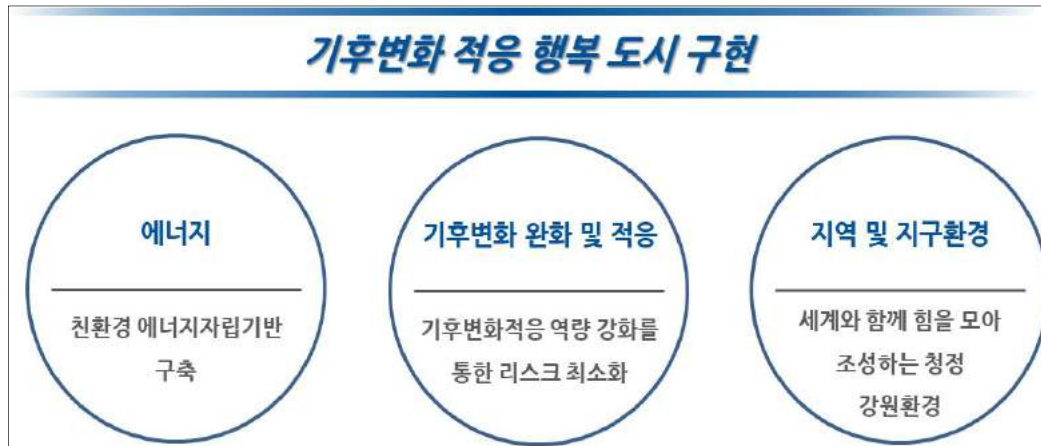 기후변화 적응 행복 도시 구현
에너지
친환경 에너지자립기반
구축
기후변화 완화 및 적응
기후변화적응 역량 강화를
통한 리스크 최소화
지역 및 지구환경
세계와 함께 힘을 모아
조성하는 청정
강원환경